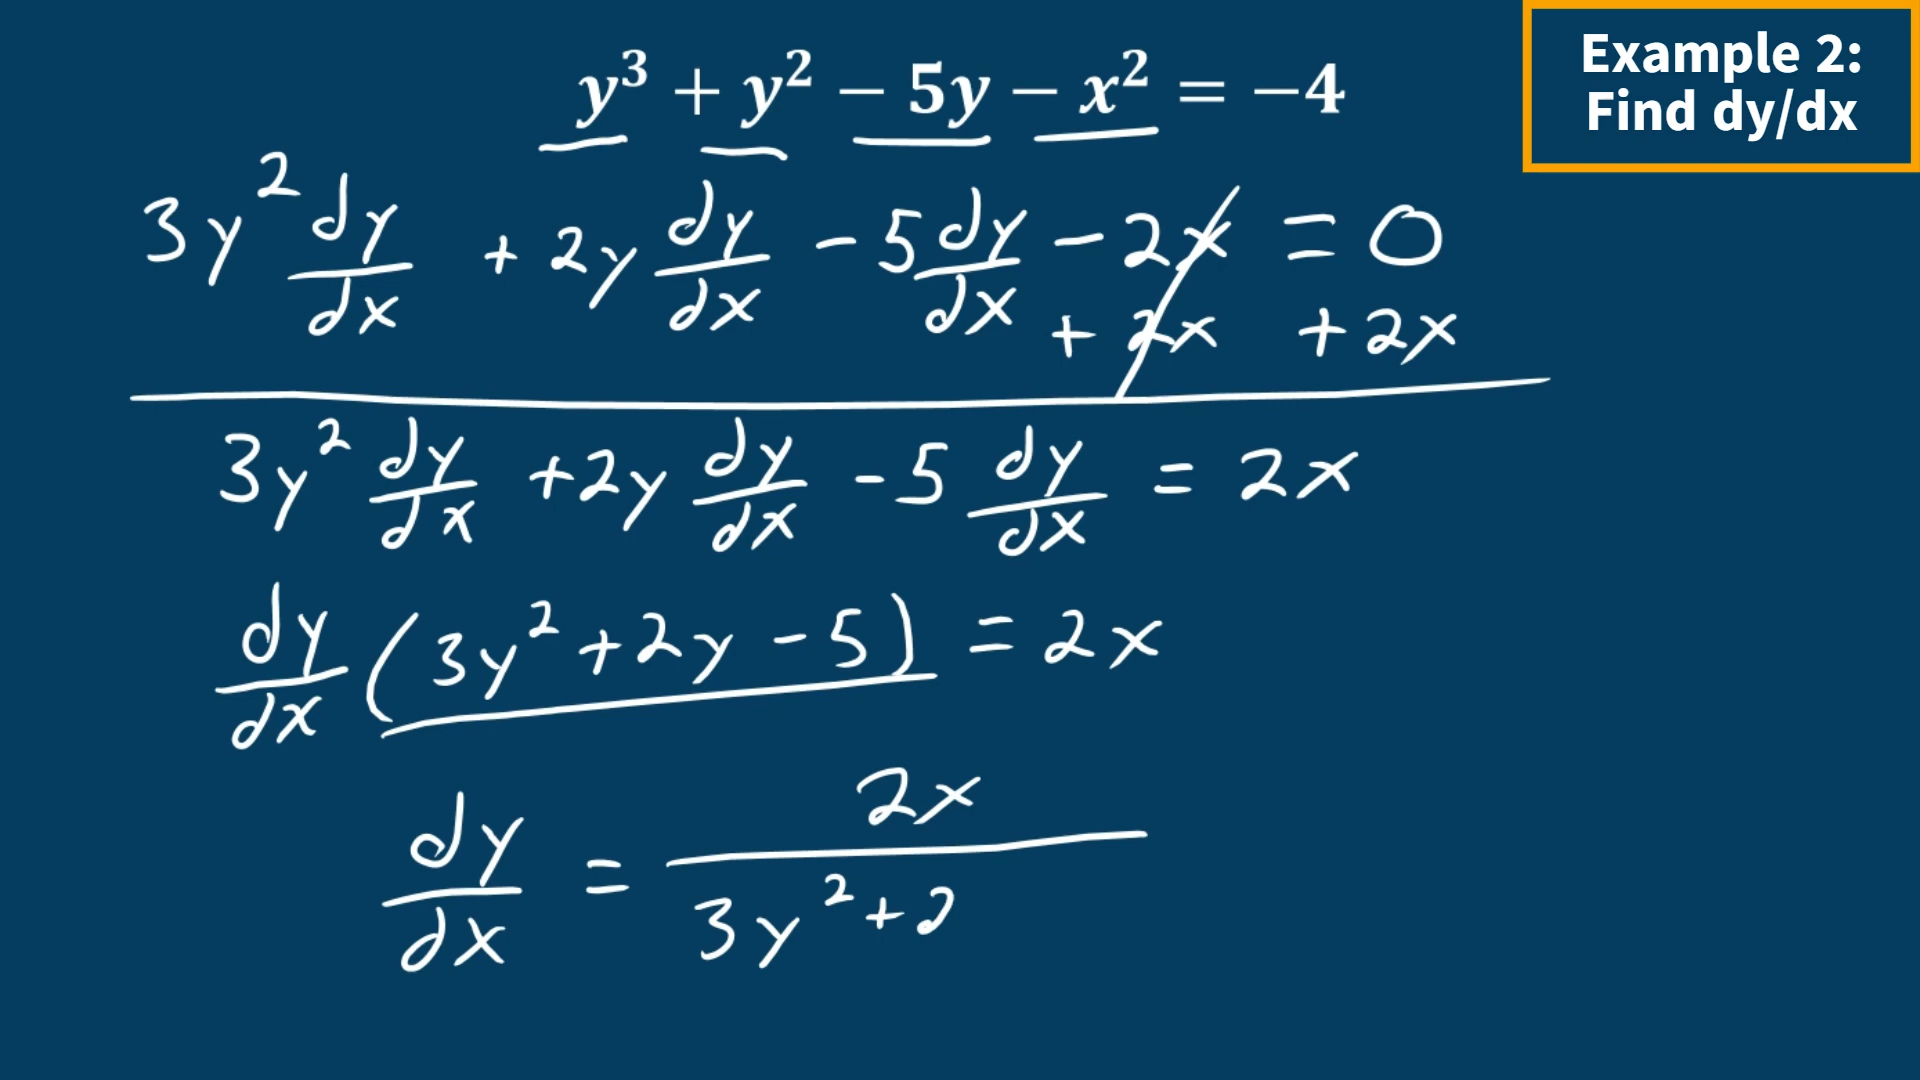 y³ + y² − 5y − x² = −4
Example 2:
Find dy/dx
3y² dy/dx + 2y dy/dx − 5 dy/dx − 2x = 0
+ 2x + 2x
3y² dy/dx + 2y dy/dx − 5 dy/dx = 2x
dy/dx (3y² + 2y − 5) = 2x
dy/dx = 2x / 3y² +